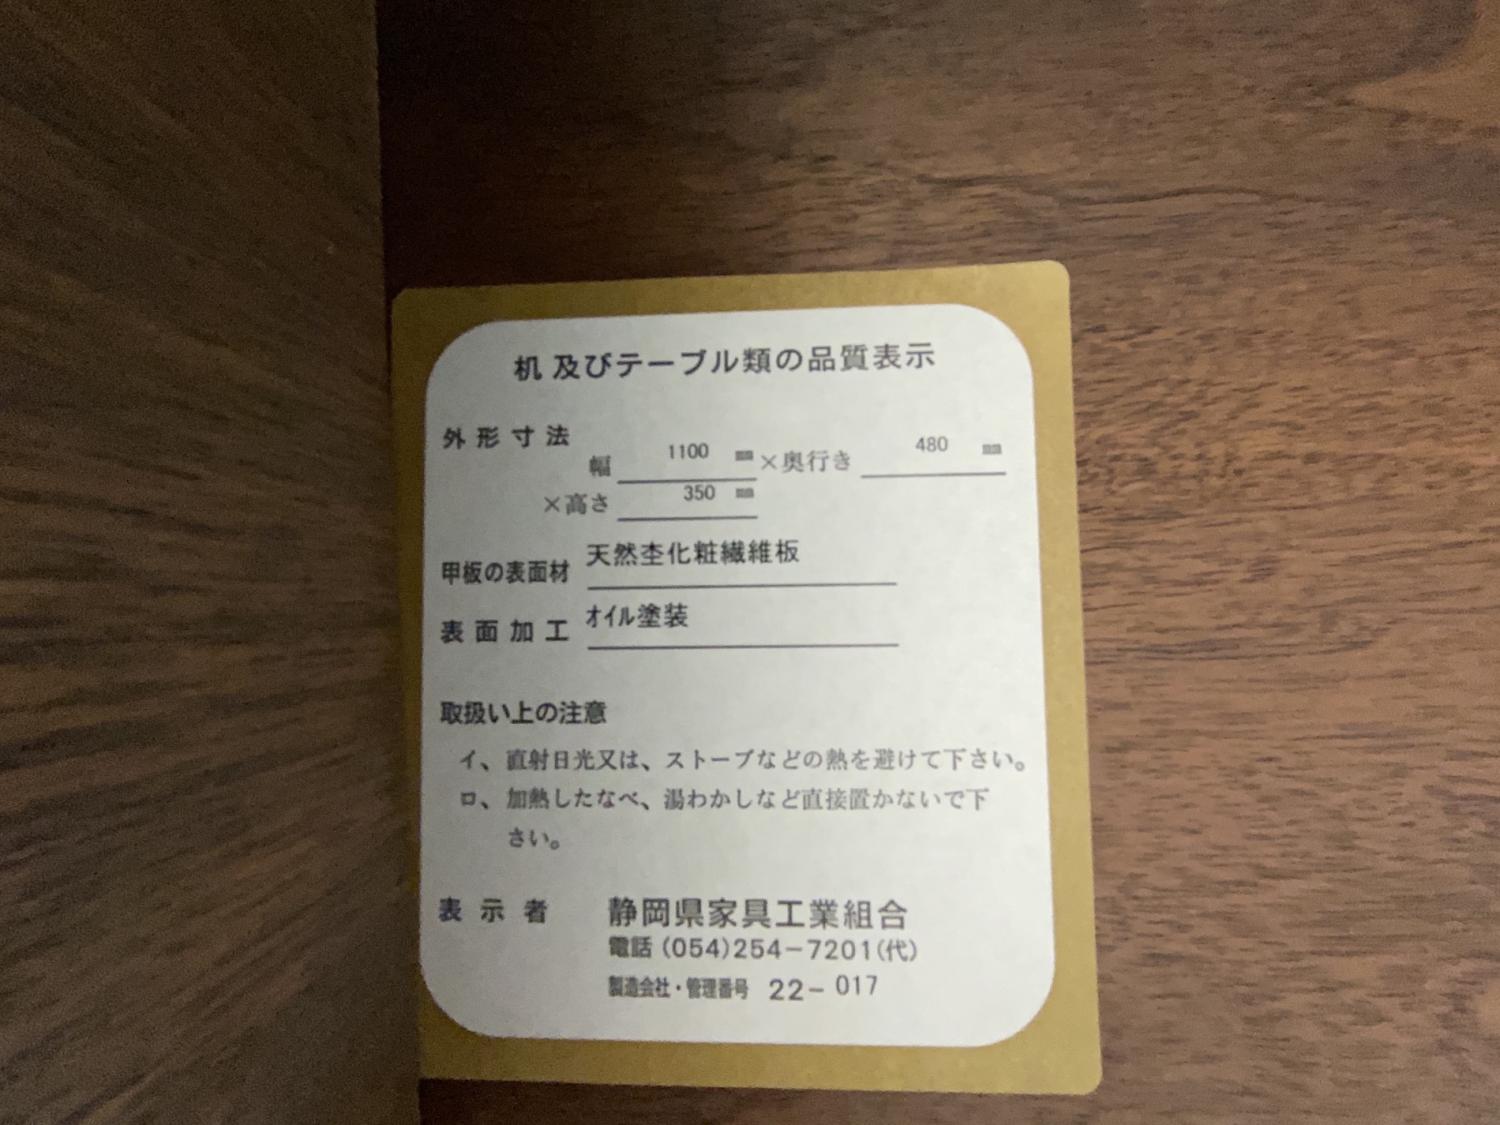 机及びテーブル類の品質表示
外形寸法
幅 1100 mm ×奥行き 480 mm
×高さ 350 mm
甲板の表面材 天然杢化粧繊維板
表面加工 オイル塗装
取扱い上の注意
イ、直射日光又は、ストーブなどの熱を避けて下さい。
ロ、加熱したなべ、湯わかしなど直接置かないで下
さい。
表示者 静岡県家具工業組合
電話 (054)254-7201(代)
製造会社・管理番号 22-017